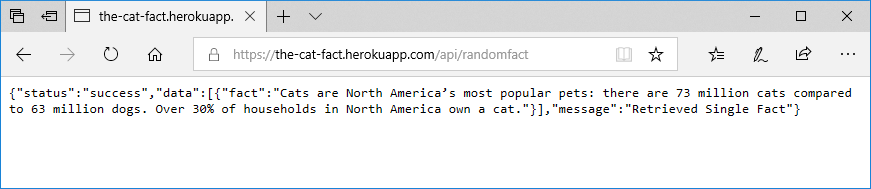 the-cat-fact.herokuapp.
https://the-cat-fact.herokuapp.com/api/randomfact
{"status":"success","data":[{"fact":"Cats are North America’s most popular pets: there are 73 million cats compared
to 63 million dogs. Over 30% of households in North America own a cat."}],"message":"Retrieved Single Fact"}